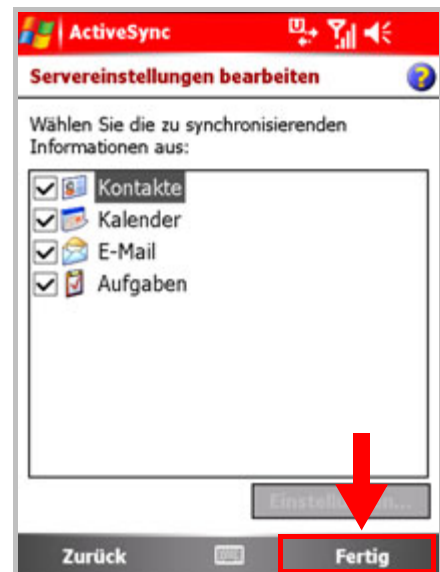 ActiveSync
Servereinstellungen bearbeiten
Wählen Sie die zu synchronisierenden
Informationen aus:
Kontakte
Kalender
E-Mail
Aufgaben
Zurück
Fertig